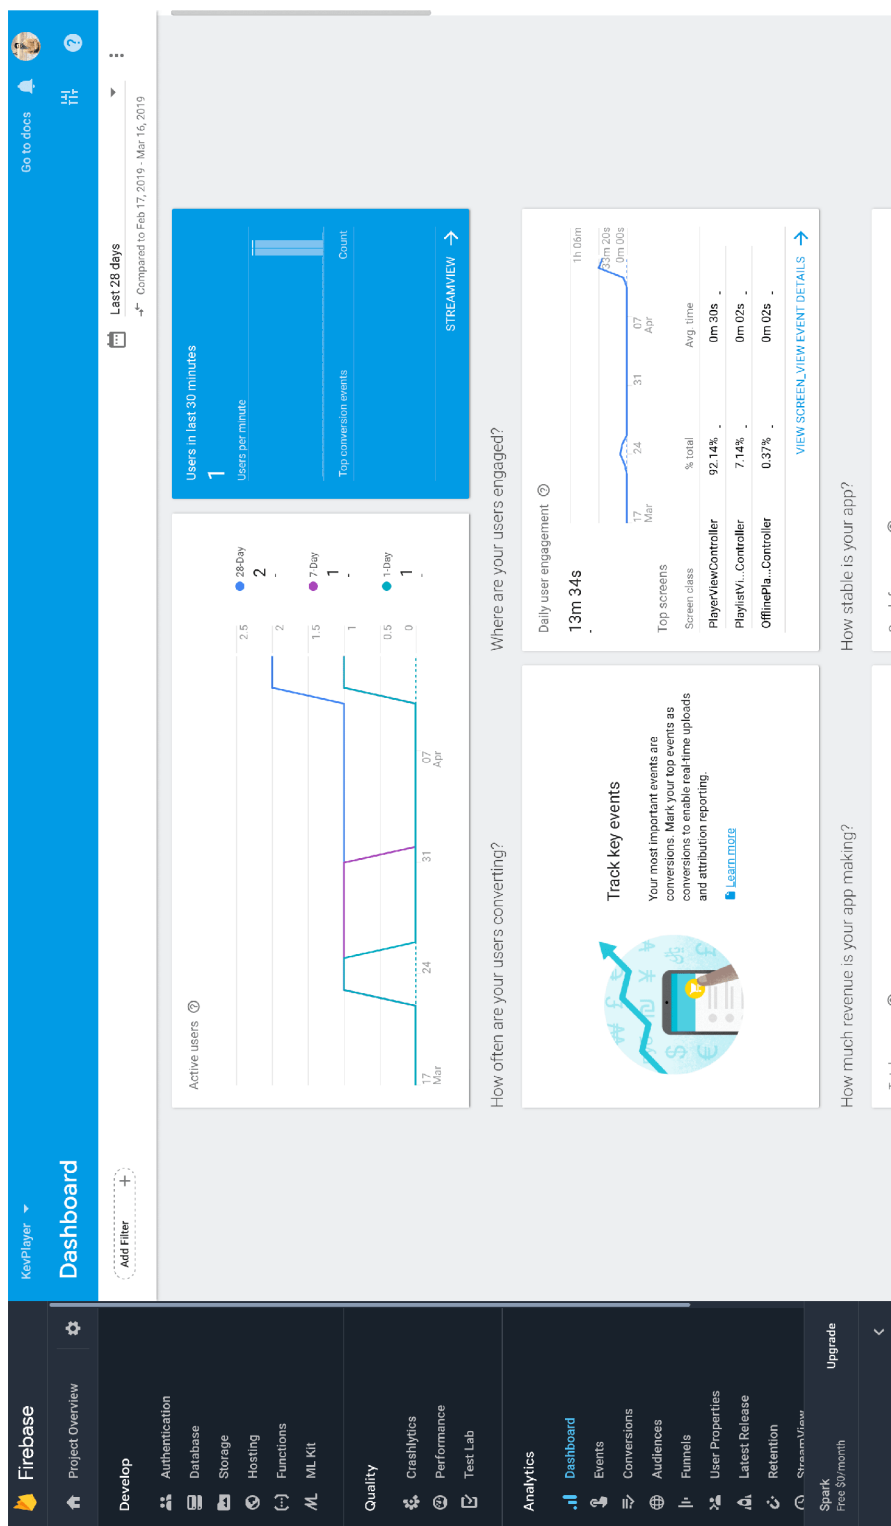 Firebase
Project Overview
Develop
Authentication
Database
Storage
Hosting
Functions
ML Kit
Quality
Crashlytics
Performance
Test Lab
Analytics
Dashboard
Events
Conversions
Audiences
Funnels
User Properties
Latest Release
Retention
StreamView
Spark
Free $0/month
Upgrade
KevPlayer
Go to docs
Dashboard
Add Filter +
Last 28 days
Compared to Feb 17, 2019 - Mar 16, 2019
Active users
2.5
2
1.5
1
0.5
0
17
Mar
24
31
07
Apr
28-Day
2
-
7-Day
1
-
1-Day
1
-
Users in last 30 minutes
1
Users per minute
Top conversion events Count
STREAMVIEW
How often are your users converting?
Track key events
Your most important events are
conversions. Mark your top events as
conversions to enable real-time uploads
and attribution reporting.
Learn more
Where are your users engaged?
Daily user engagement
13m 34s
-
1h 06m
33m 20s
0m 00s
17
Mar
24
31
07
Apr
Top screens
Screen class % total Avg. time
PlayerViewController 92.14% - 0m 30s -
PlaylistVi...Controller 7.14% - 0m 02s -
OfflinePla...Controller 0.37% - 0m 02s -
VIEW SCREEN_VIEW EVENT DETAILS
How much revenue is your app making?
How stable is your app?